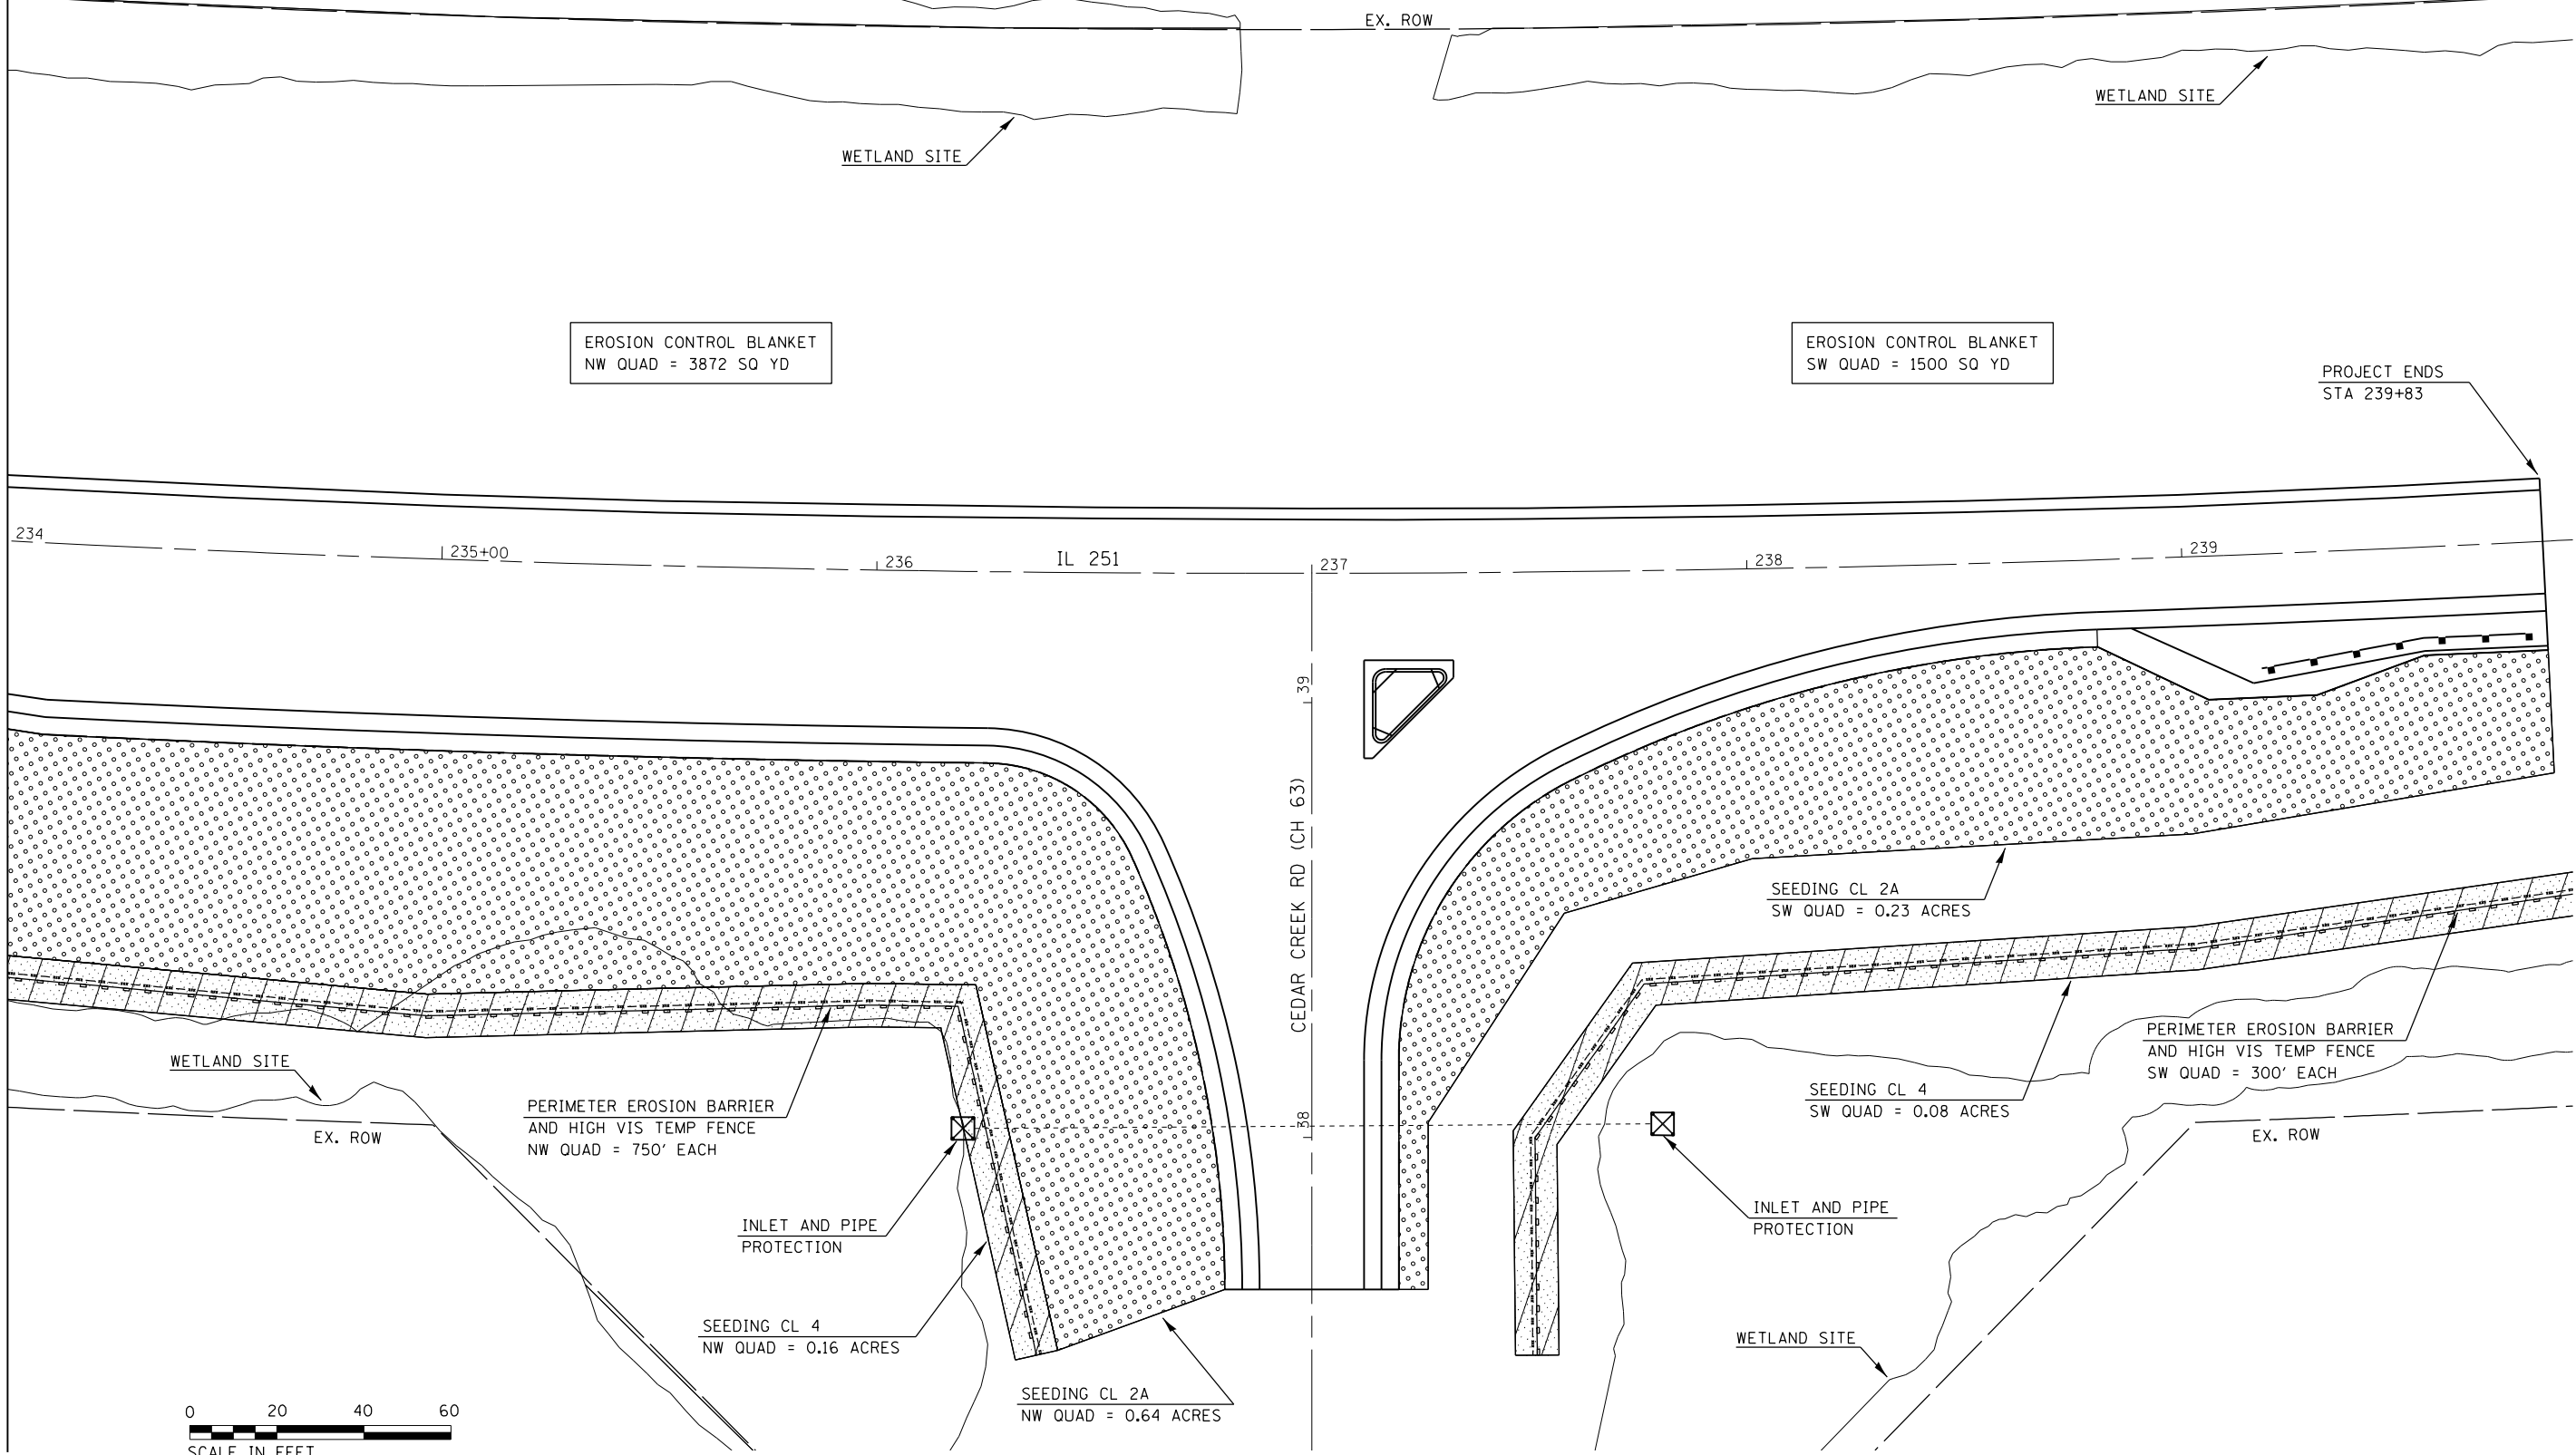 EX. ROW
WETLAND SITE
WETLAND SITE
EROSION CONTROL BLANKET
NW QUAD = 3872 SQ YD
EROSION CONTROL BLANKET
SW QUAD = 1500 SQ YD
PROJECT ENDS
STA 239+83
234
235+00
236
IL 251
237
238
239
39
CEDAR CREEK RD (CH 63)
38
SEEDING CL 2A
SW QUAD = 0.23 ACRES
PERIMETER EROSION BARRIER
AND HIGH VIS TEMP FENCE
SW QUAD = 300' EACH
WETLAND SITE
SEEDING CL 4
SW QUAD = 0.08 ACRES
PERIMETER EROSION BARRIER
AND HIGH VIS TEMP FENCE
NW QUAD = 750' EACH
EX. ROW
EX. ROW
INLET AND PIPE
PROTECTION
INLET AND PIPE
PROTECTION
SEEDING CL 4
NW QUAD = 0.16 ACRES
WETLAND SITE
SEEDING CL 2A
NW QUAD = 0.64 ACRES
0 20 40 60
SCALE IN FEET